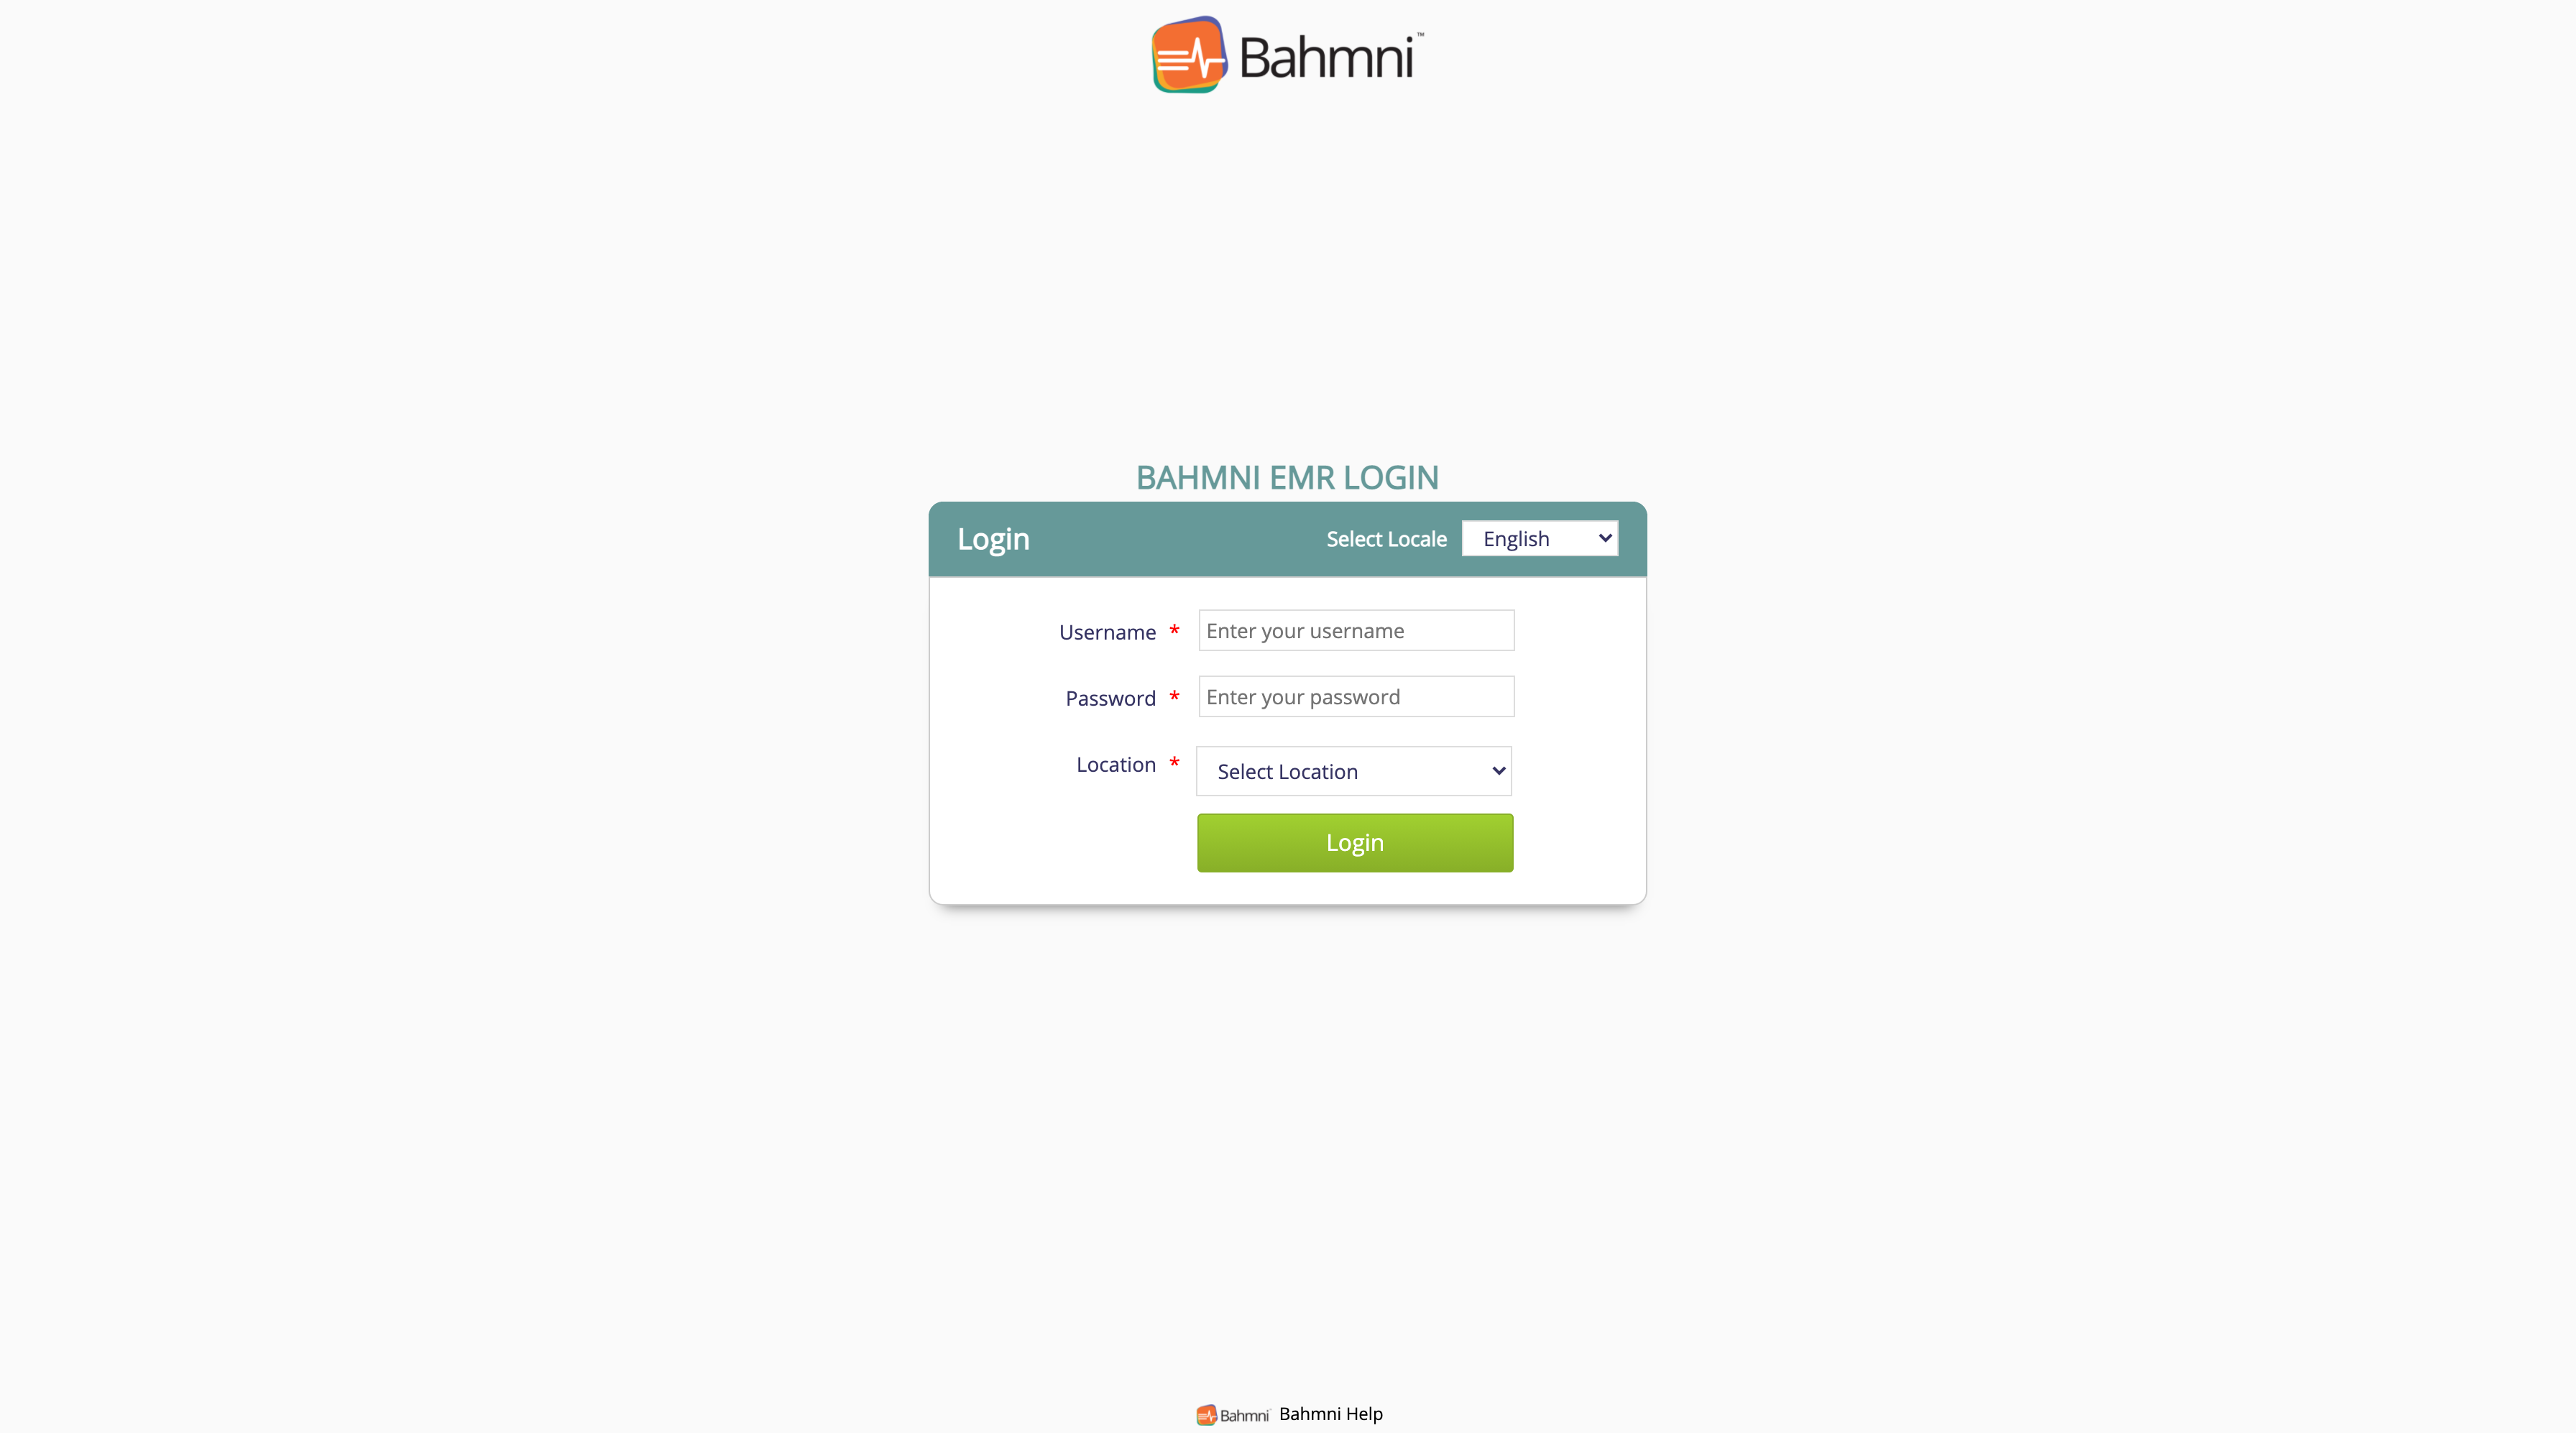 Bahmni™
BAHMNI EMR LOGIN
Login
Select Locale English
Username * Enter your username
Password * Enter your password
Location * Select Location
Login
Bahmni Bahmni Help